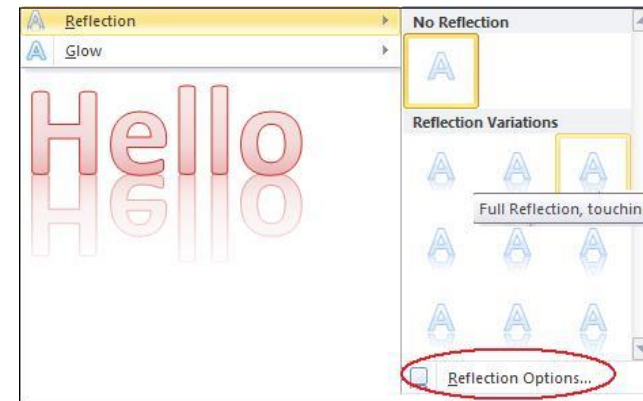 Reflection
Glow
Hello
No Reflection
Reflection Variations
Full Reflection, touchin
Reflection Options...